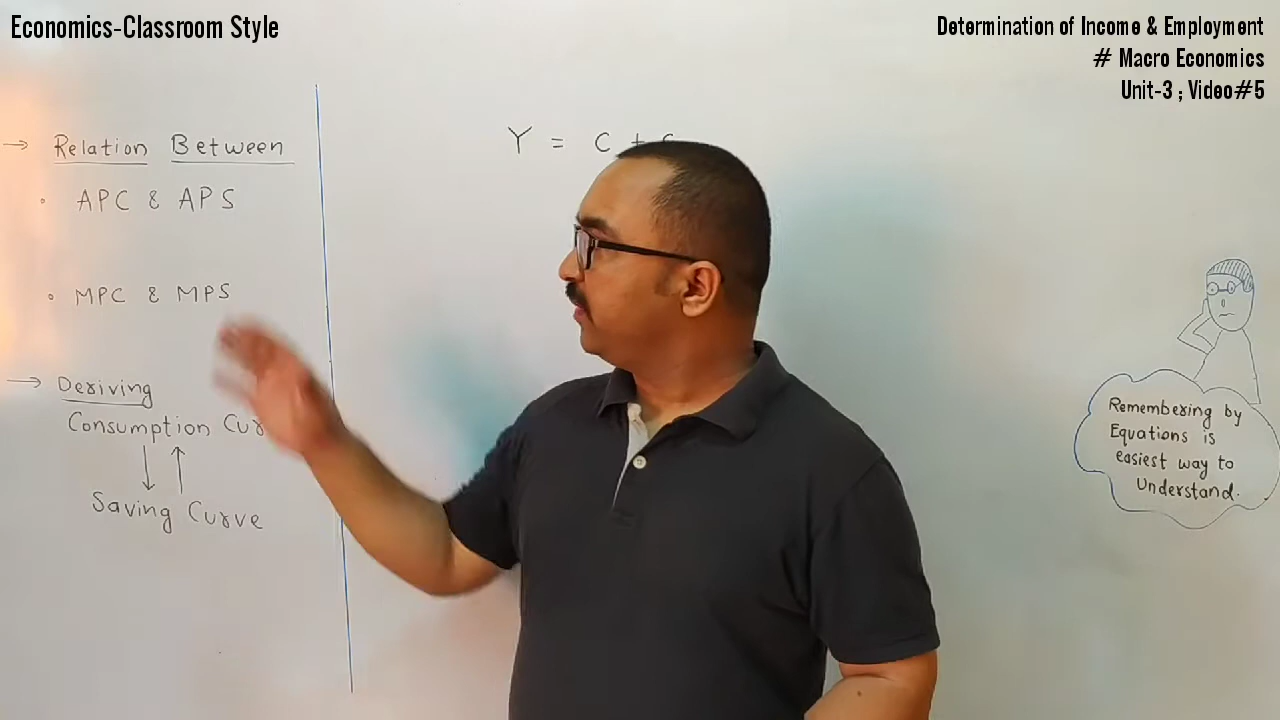 Economics-Classroom Style
Determination of Income & Employment
# Macro Economics
Unit-3 ; Video#5
→ Relation Between
• APC & APS
• MPC & MPS
→ Deriving
Consumption
Saving Curve
Y = C +
Remembering by
Equations is
easiest way to
Understand.